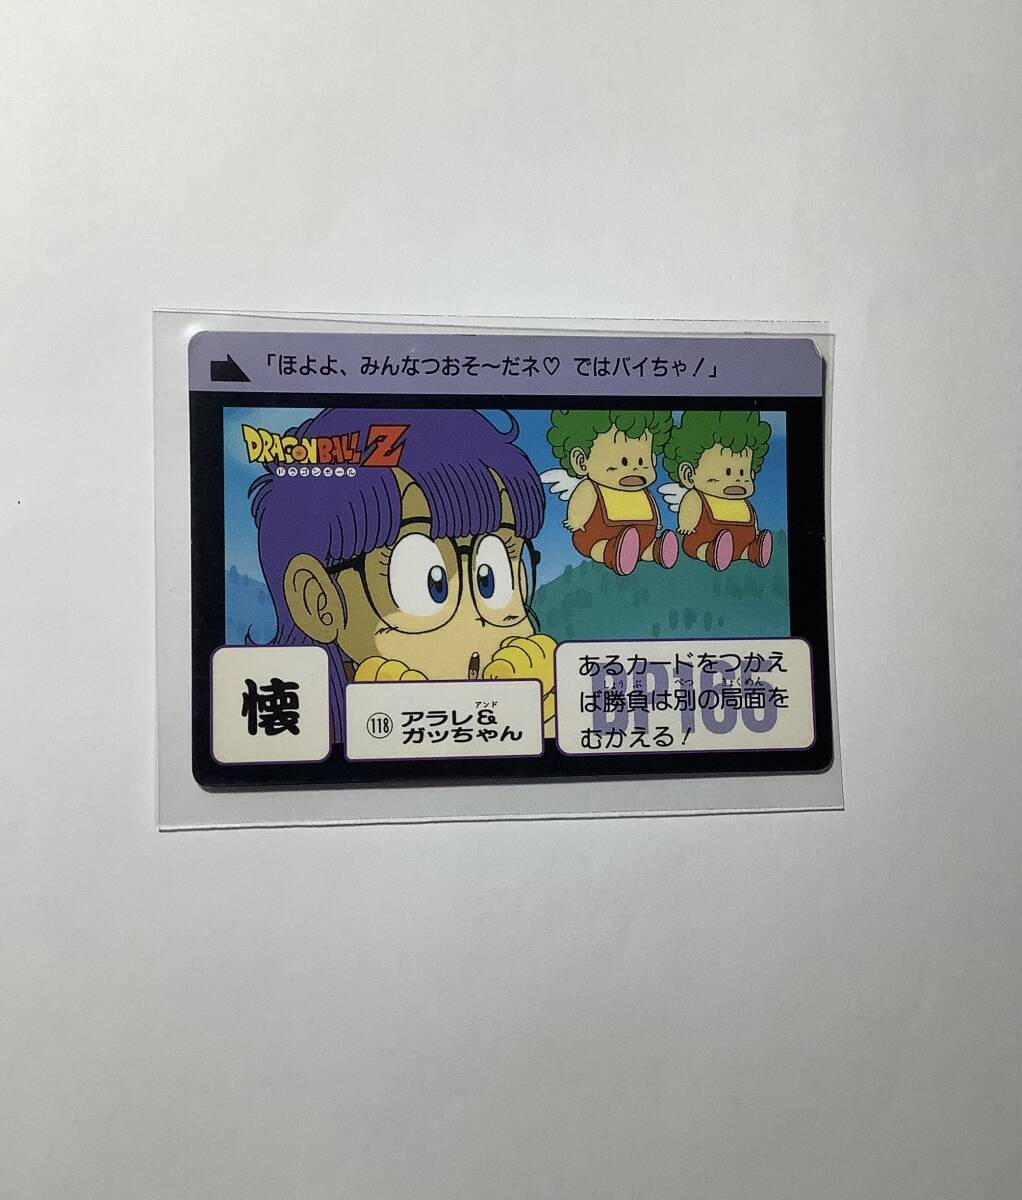 「ほよよ、みんなつおそ〜だネ♡ ではバイちゃ!」
DRAGONBALL Z
ドラゴンボール
懐
118
アラレ&
アンド
ガッちゃん
あるカードをつかえ
ば勝負は別の局面を
しょうぶ べつ きょくめん
むかえる!